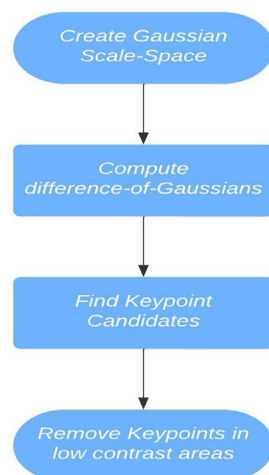 Create Gaussian
Scale-Space
Compute
difference-of-Gaussians
Find Keypoint
Candidates
Remove Keypoints in
low contrast areas